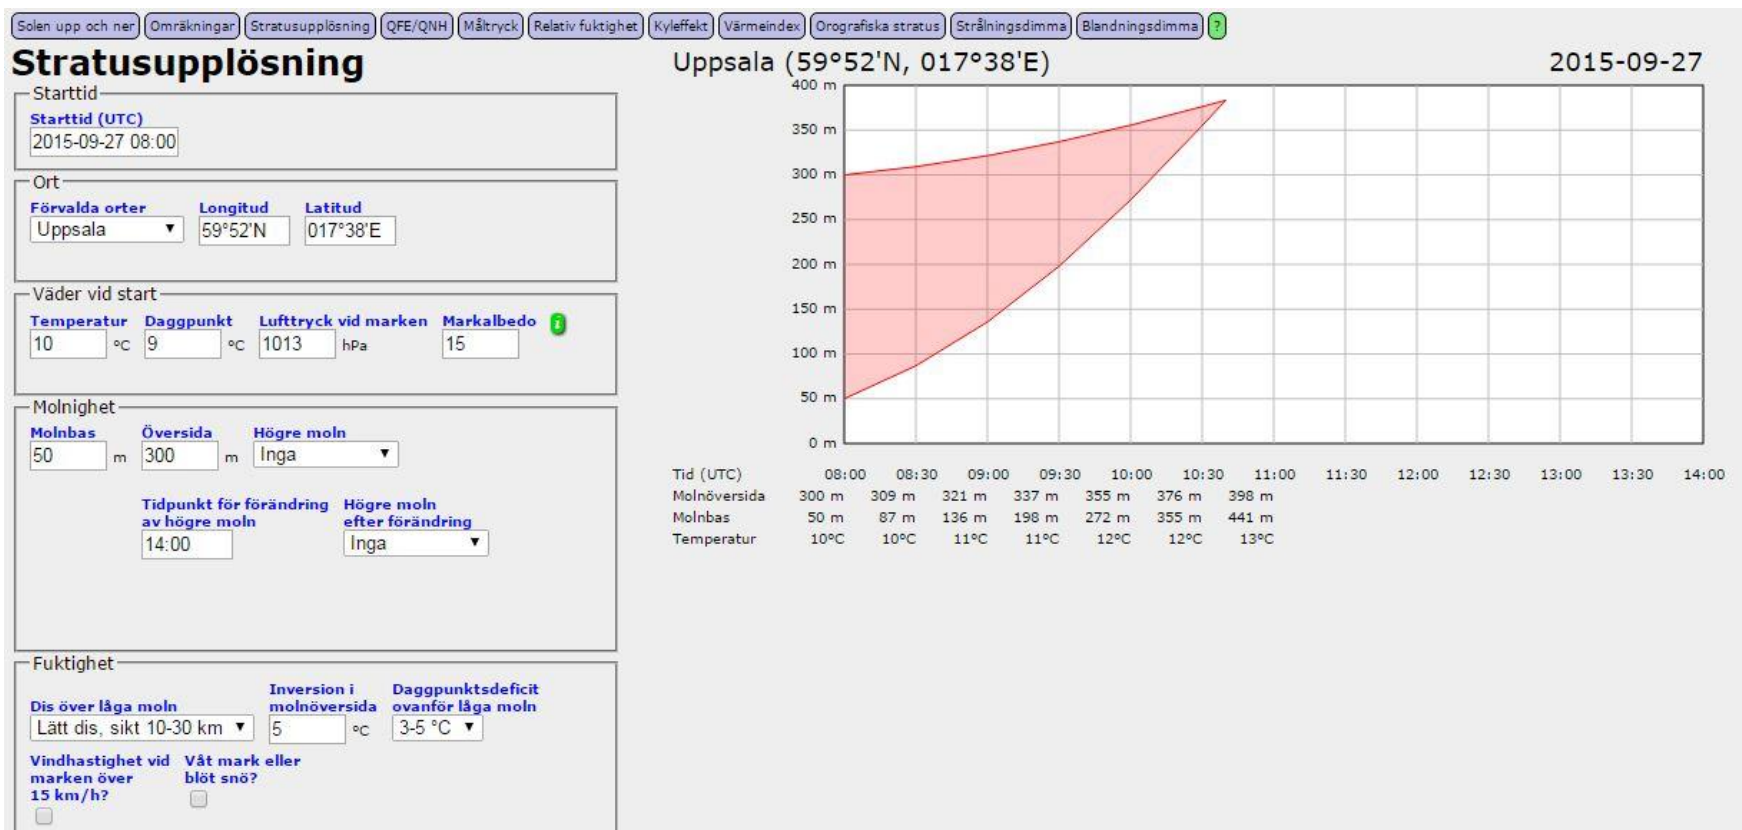 Solen upp och ner Omräkningar Stratusupplösning QFE/QNH Måltryck Relativ fuktighet Kyleffekt Värmeindex Orografiska stratus Strålningsdimma Blandningsdimma ?
Stratusupplösning
Starttid
Starttid (UTC)
2015-09-27 08:00
Ort
Förvalda orter Longitud Latitud
Uppsala 59°52'N 017°38'E
Väder vid start
Temperatur Daggpunkt Lufttryck vid marken Markalbedo
10 °C 9 °C 1013 hPa 15
Molnighet
Molnbas Översida Högre moln
50 m 300 m Inga
Tidpunkt för förändring Högre moln
av högre moln efter förändring
14:00 Inga
Fuktighet
Inversion i Daggpunktsdeficit
Dis över låga moln molnöversida ovanför låga moln
Lätt dis, sikt 10-30 km 5 °C 3-5 °C
Vindhastighet vid Våt mark eller
marken över blöt snö?
15 km/h?
Uppsala (59°52'N, 017°38'E) 2015-09-27
400 m
350 m
300 m
250 m
200 m
150 m
100 m
50 m
0 m
Tid (UTC) 08:00 08:30 09:00 09:30 10:00 10:30 11:00 11:30 12:00 12:30 13:00 13:30 14:00
Molnöversida 300 m 309 m 321 m 337 m 355 m 376 m 398 m
Molnbas 50 m 87 m 136 m 198 m 272 m 355 m 441 m
Temperatur 10°C 10°C 11°C 11°C 12°C 12°C 13°C